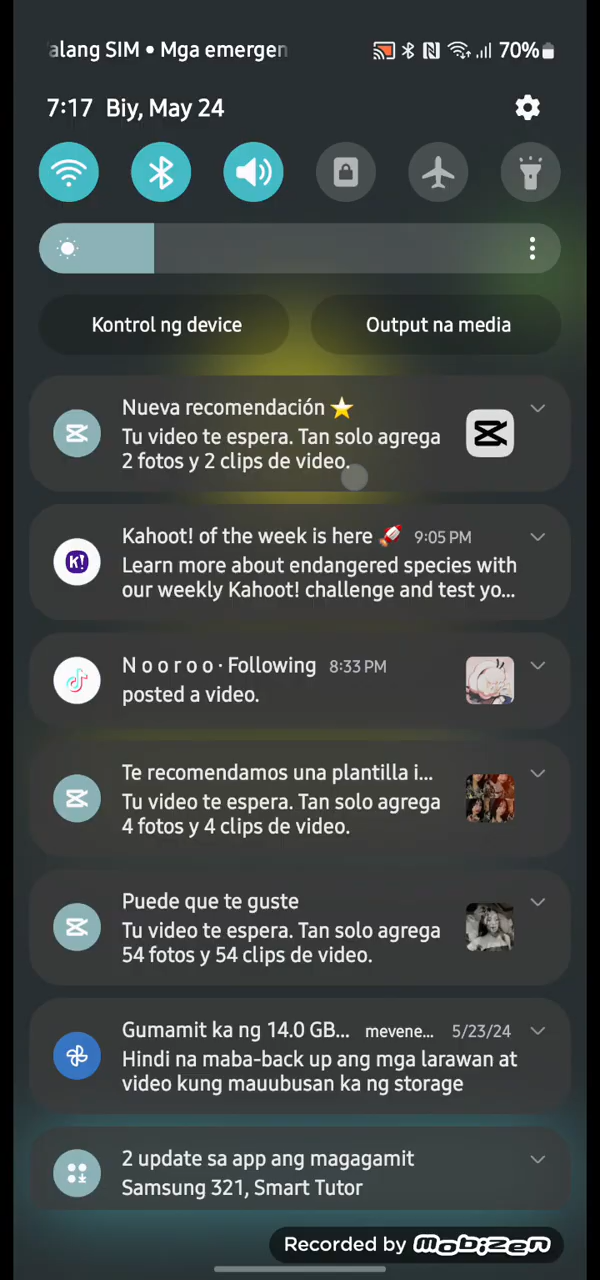 alang SIM • Mga emergen 70%
7:17 Biy, May 24
Kontrol ng device Output na media
Nueva recomendación ⭐
Tu video te espera. Tan solo agrega
2 fotos y 2 clips de video.
Kahoot! of the week is here 🚀 9:05 PM
Learn more about endangered species with
our weekly Kahoot! challenge and test yo...
K!
N o o r o o · Following 8:33 PM
posted a video.
Te recomendamos una plantilla i...
Tu video te espera. Tan solo agrega
4 fotos y 4 clips de video.
Puede que te guste
Tu video te espera. Tan solo agrega
54 fotos y 54 clips de video.
Gumamit ka ng 14.0 GB... mevene... 5/23/24
Hindi na maba-back up ang mga larawan at
video kung mauubusan ka ng storage
2 update sa app ang magagamit
Samsung 321, Smart Tutor
Recorded by Mobizen